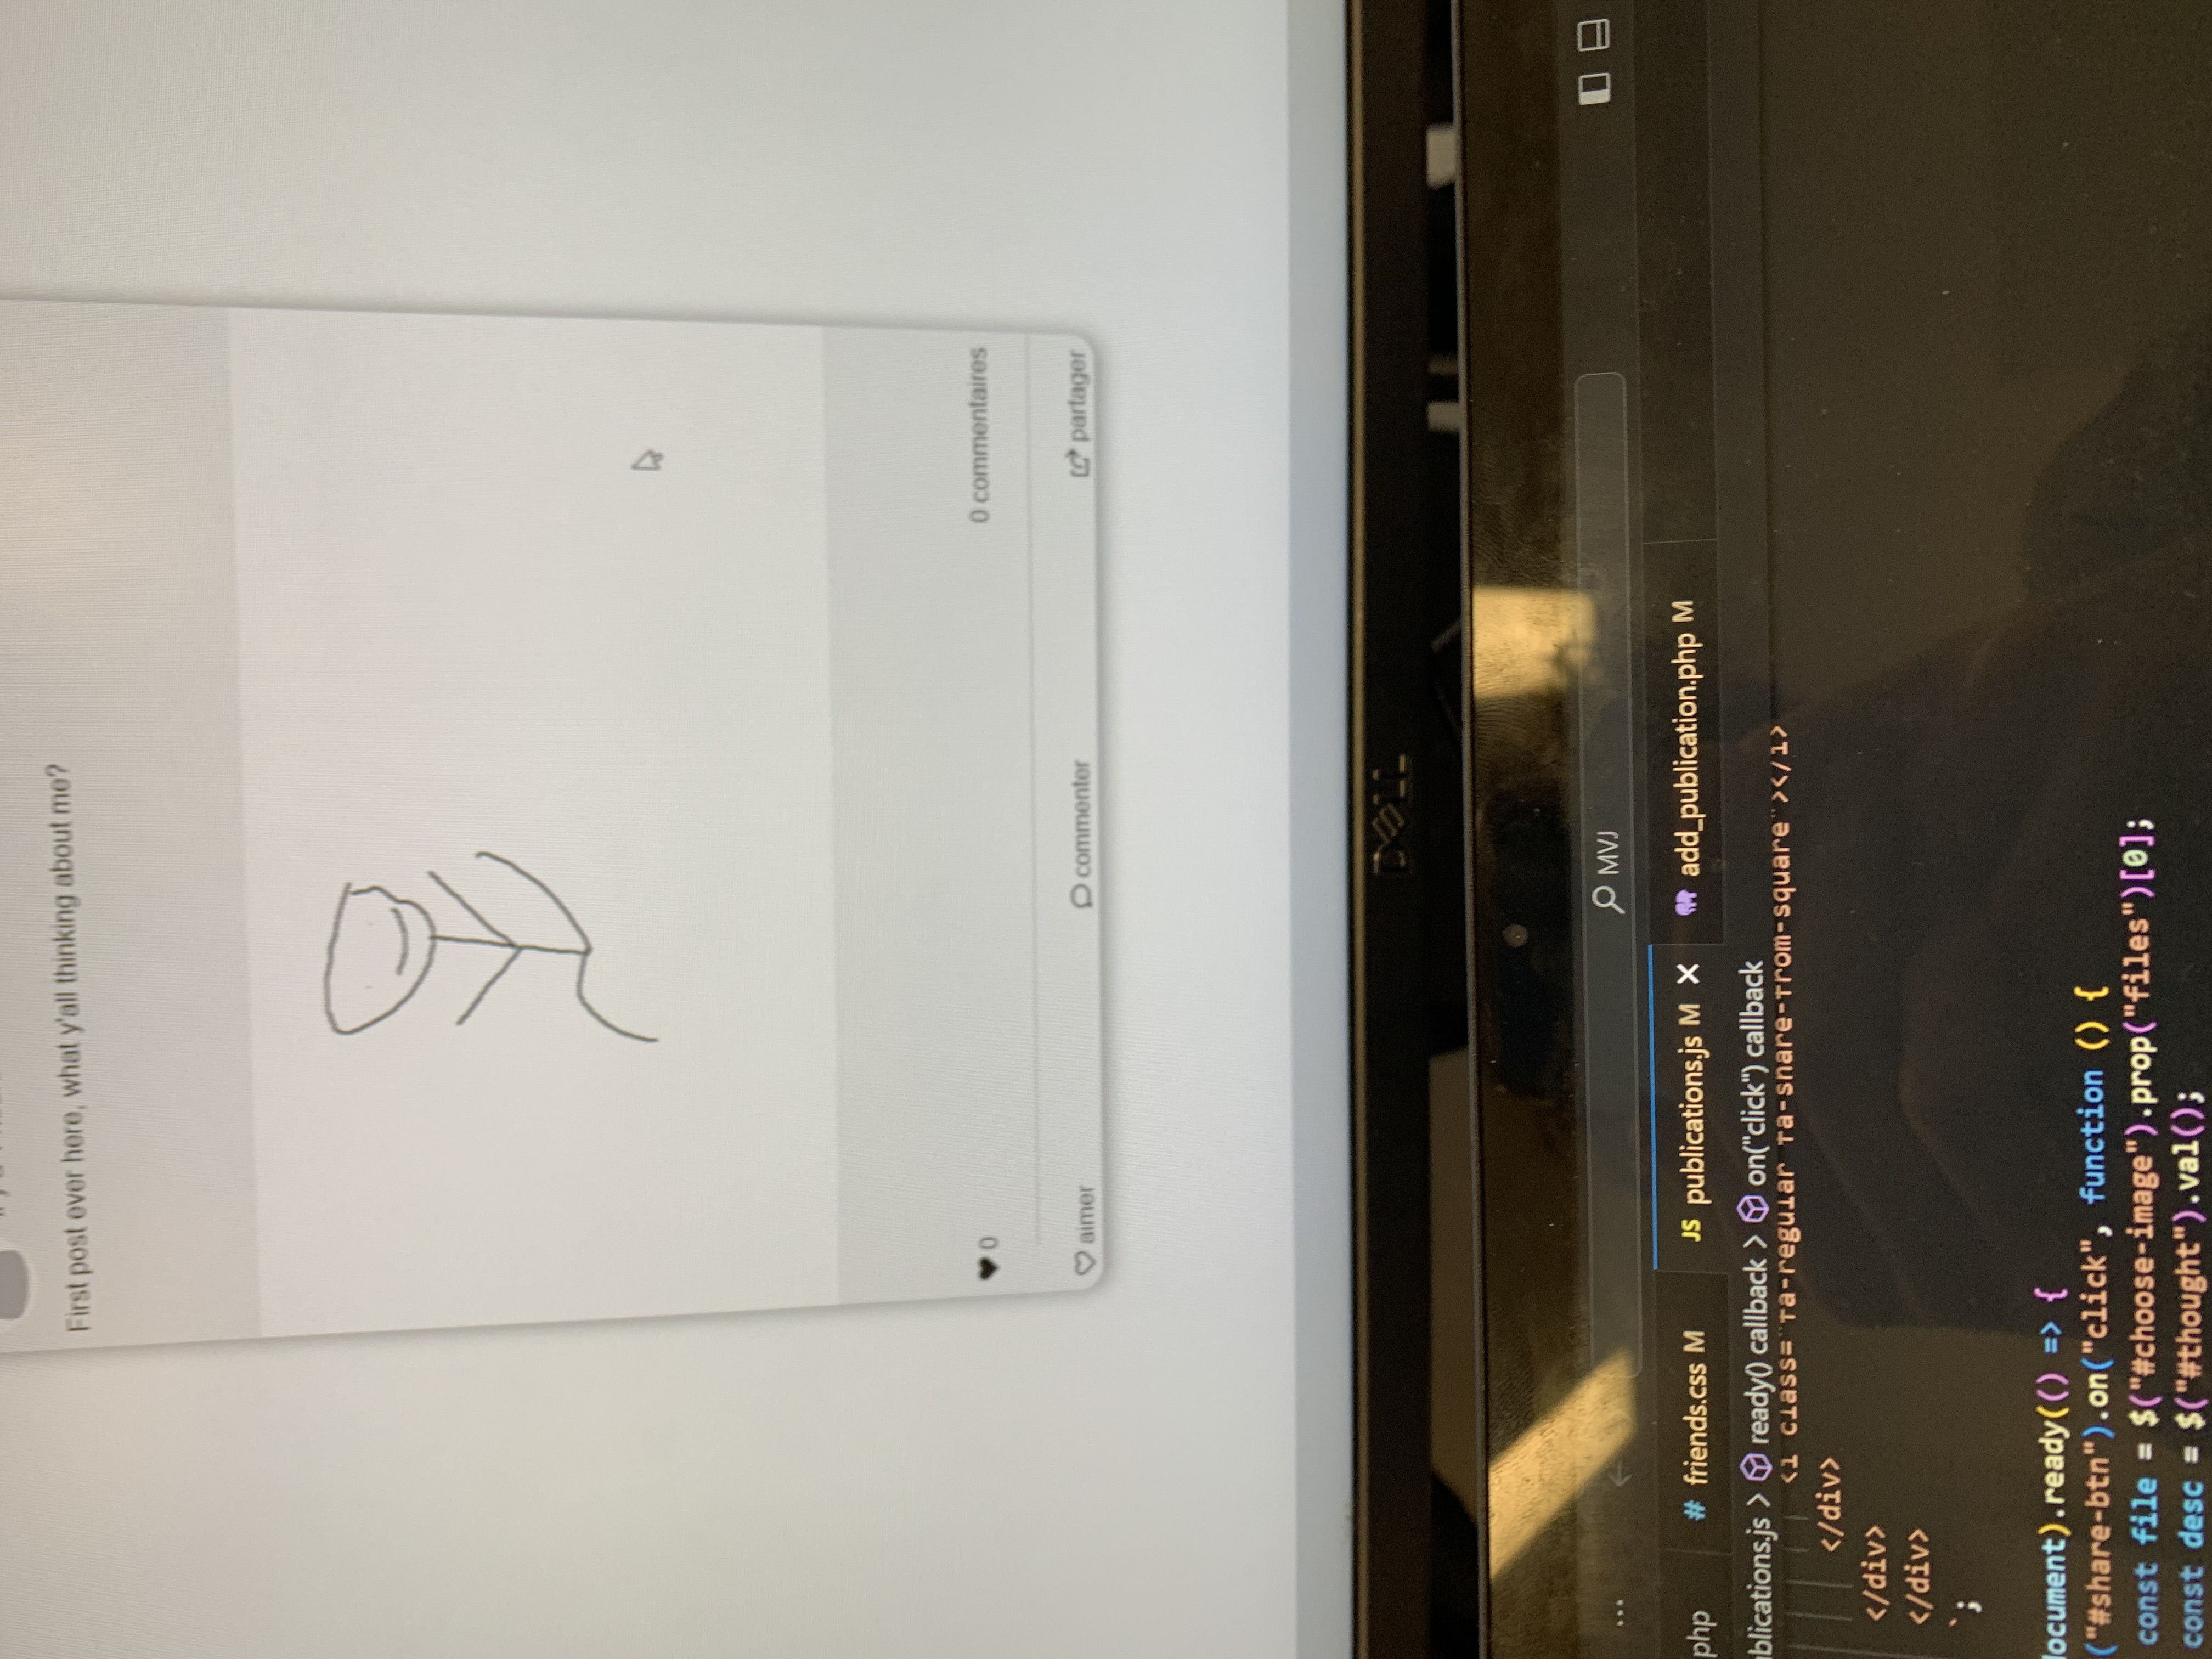 First post ever here, what y'all thinking about me?
0
0 commentaires
aimer
commenter
partager
DELL
...
MVJ
php
# friends.css M
JS publications.js M
add_publication.php M
ublications.js > ready() callback > on("click") callback
<i class="fa-regular fa-share-from-square"></i>
</div>
</div>
</div>
`;
document).ready(() => {
("#share-btn").on("click", function () {
const file = $("#choose-image").prop("files")[0];
const desc = $("#thought").val();